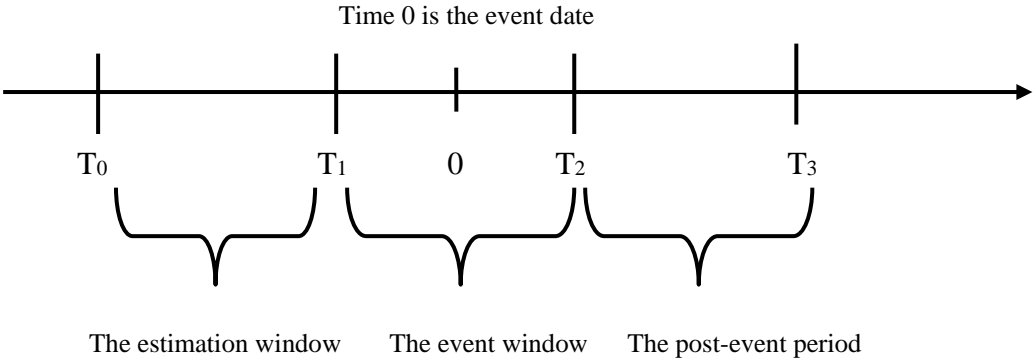 Time 0 is the event date
T0 T1 0 T2 T3
The estimation window The event window The post-event period